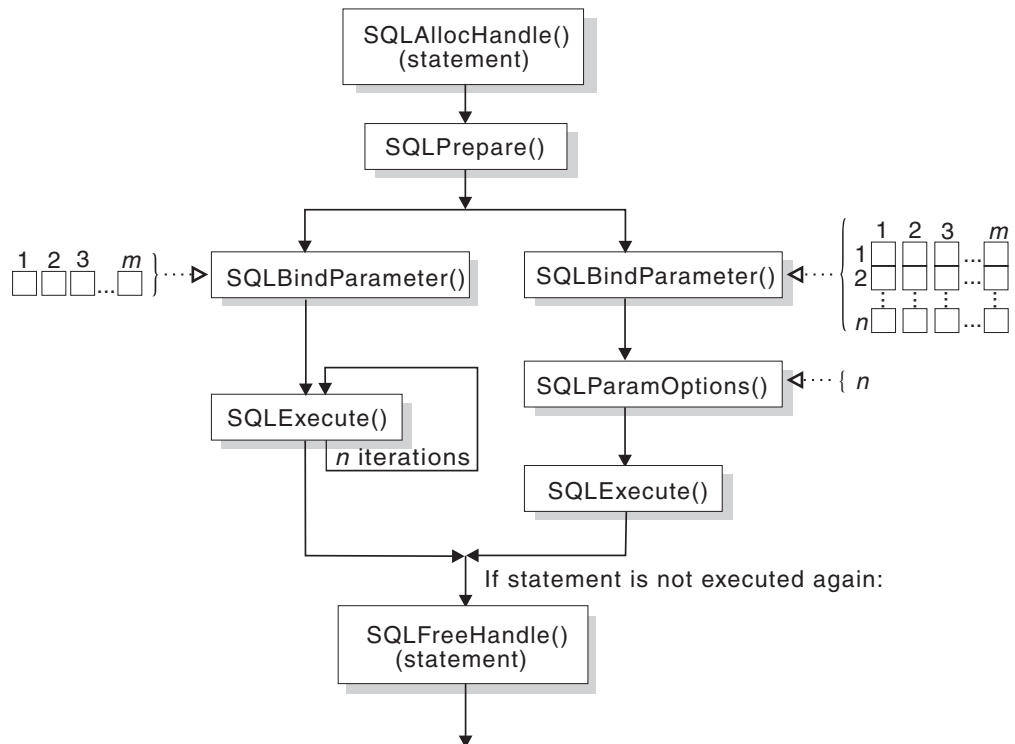 SQLAllocHandle()
(statement)
SQLPrepare()
1 2 3 m
...
SQLBindParameter()
SQLBindParameter()
1 2 3 m
1 ...
2 ...
n ...
SQLParamOptions()
n
SQLExecute()
n iterations
SQLExecute()
If statement is not executed again:
SQLFreeHandle()
(statement)